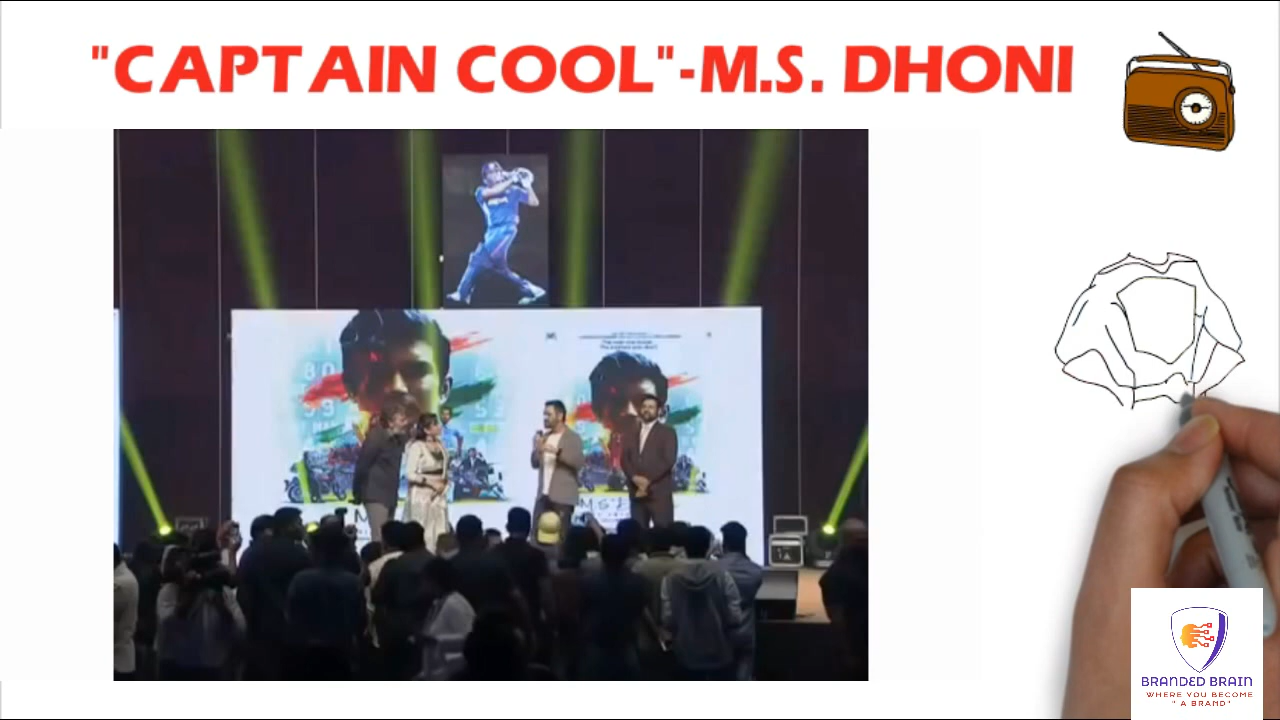 "CAPTAIN COOL"-M.S. DHONI
BRANDED BRAIN
WHERE YOU BECOME
" A BRAND"